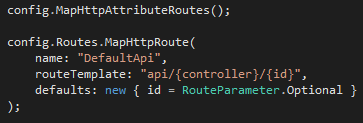 config.MapHttpAttributeRoutes();
config.Routes.MapHttpRoute(
name: "DefaultApi",
routeTemplate: "api/{controller}/{id}",
defaults: new { id = RouteParameter.Optional }
);